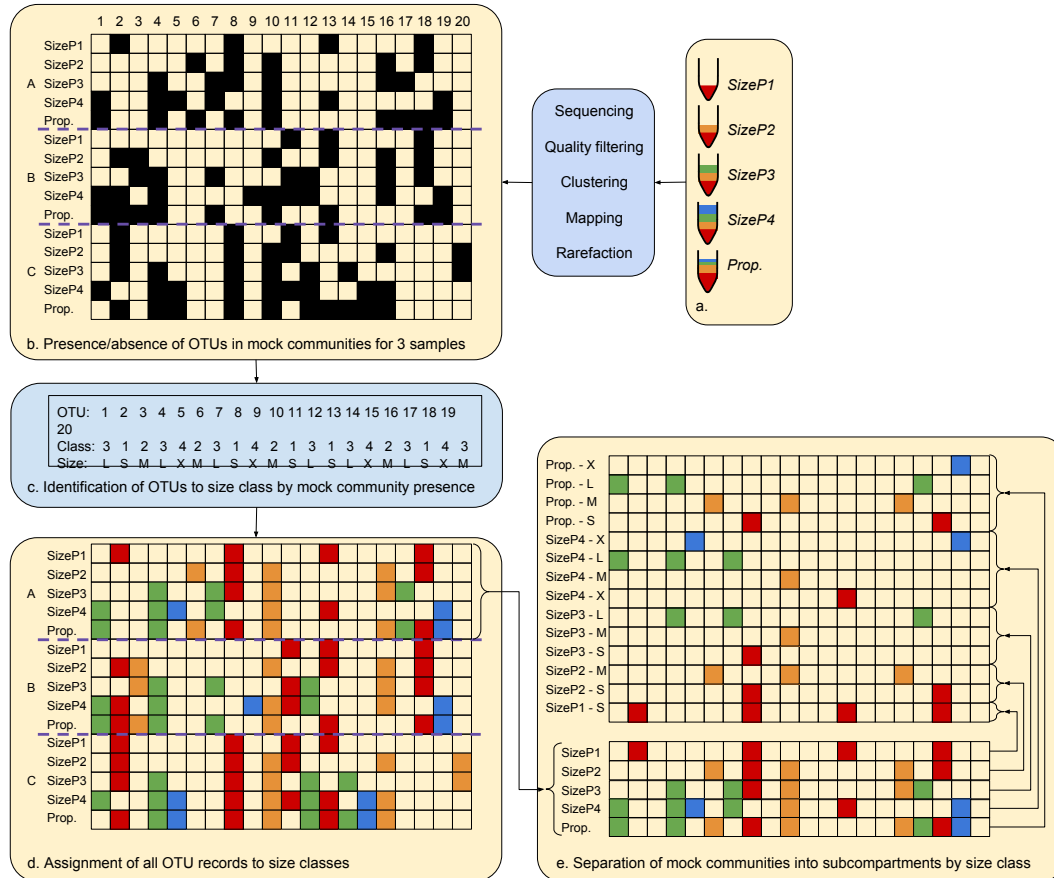 1 2 3 4 5 6 7 8 9 10 11 12 13 14 15 16 17 18 19 20
SizeP1
SizeP2
A SizeP3
SizeP4
Prop.
SizeP1
SizeP2
B SizeP3
SizeP4
Prop.
SizeP1
SizeP2
C SizeP3
SizeP4
Prop.
b. Presence/absence of OTUs in mock communities for 3 samples
Sequencing
Quality filtering
Clustering
Mapping
Rarefaction
SizeP1
SizeP2
SizeP3
SizeP4
Prop.
a.
OTU: 1 2 3 4 5 6 7 8 9 10 11 12 13 14 15 16 17 18 19
20
Class: 3 1 2 3 4 2 3 1 4 2 1 3 1 3 4 2 3 1 4 3
Size: L S M L X M L S X M S L S L X M L S X M
c. Identification of OTUs to size class by mock community presence
SizeP1
SizeP2
A SizeP3
SizeP4
Prop.
SizeP1
SizeP2
B SizeP3
SizeP4
Prop.
SizeP1
SizeP2
C SizeP3
SizeP4
Prop.
d. Assignment of all OTU records to size classes
Prop. - X
Prop. - L
Prop. - M
Prop. - S
SizeP4 - X
SizeP4 - L
SizeP4 - M
SizeP4 - X
SizeP3 - L
SizeP3 - M
SizeP3 - S
SizeP2 - M
SizeP2 - S
SizeP1 - S
SizeP1
SizeP2
SizeP3
SizeP4
Prop.
e. Separation of mock communities into subcompartments by size class